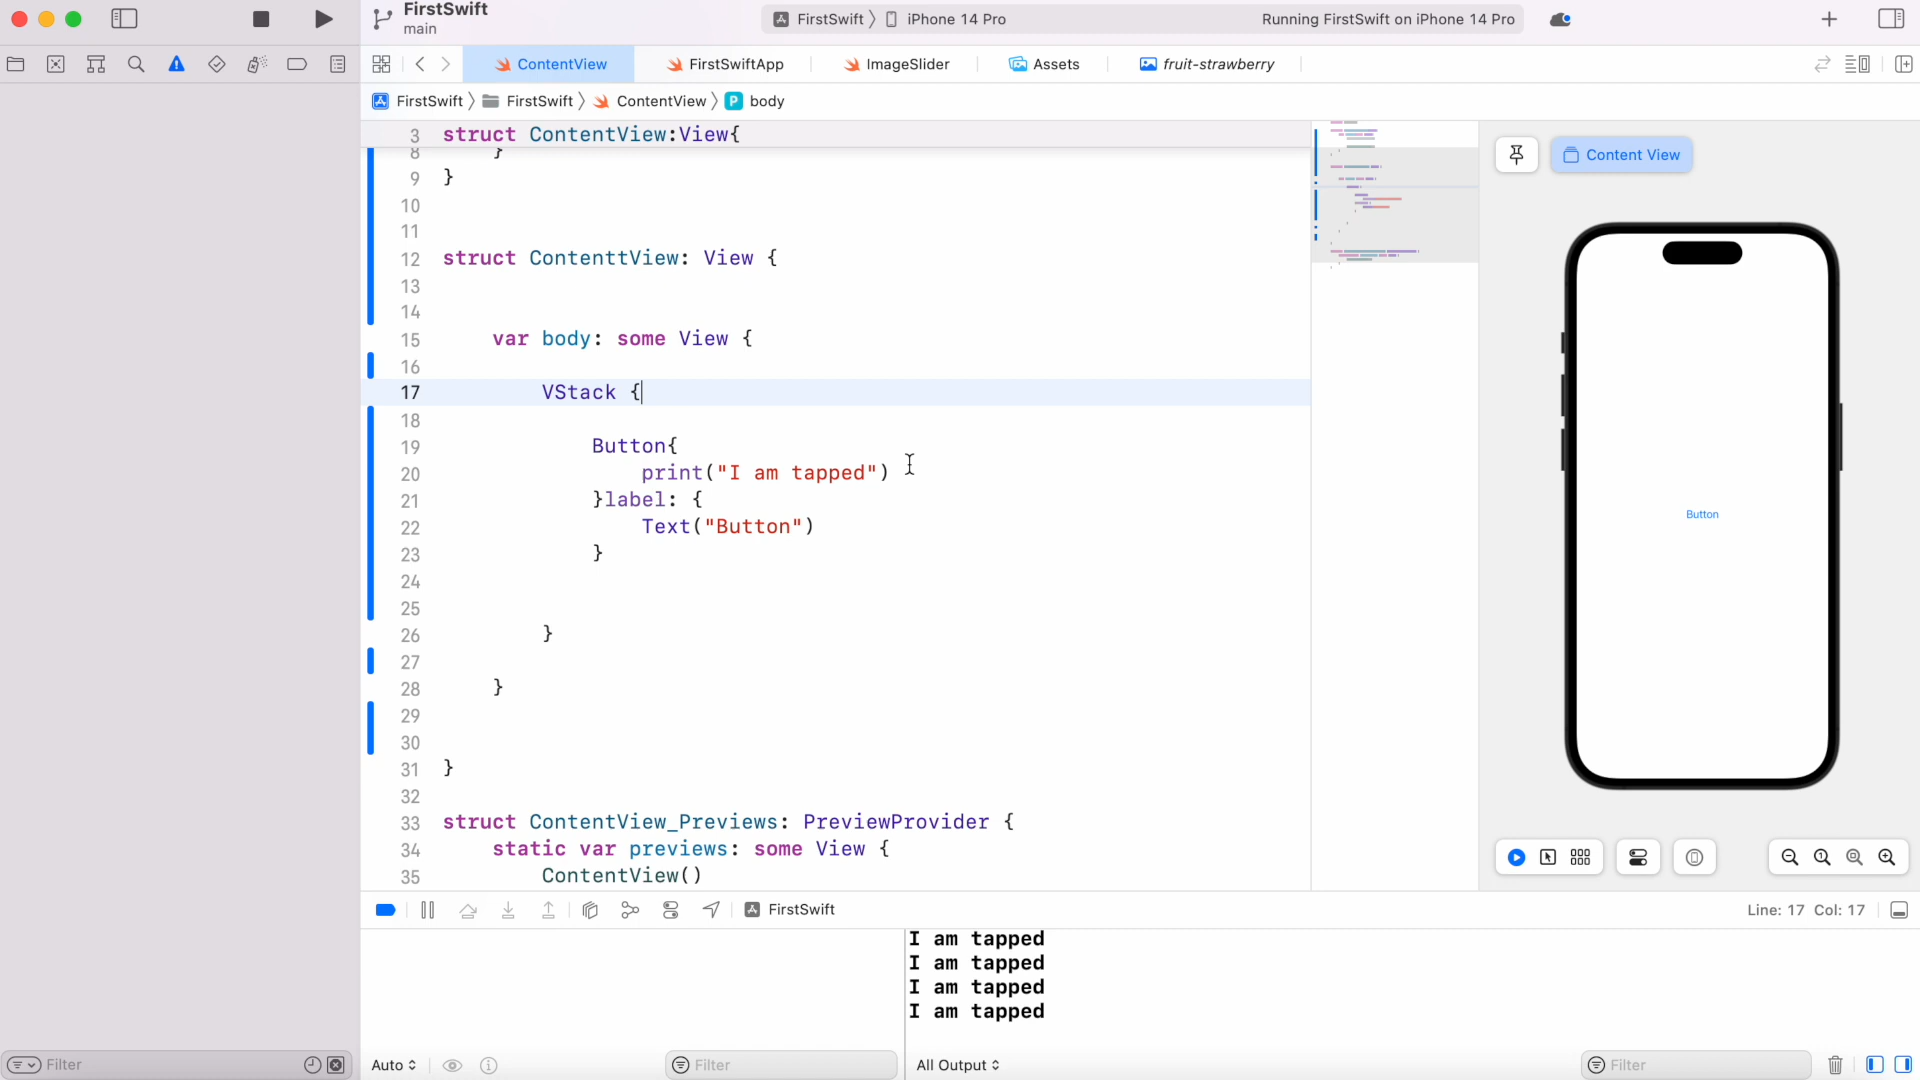 FirstSwift
main
FirstSwift 〉 iPhone 14 Pro
Running FirstSwift on iPhone 14 Pro
ContentView
FirstSwiftApp
ImageSlider
Assets
fruit-strawberry
FirstSwift 〉 FirstSwift 〉 ContentView 〉 P body
3 struct ContentView:View{
8 }
9 }
10
11
12 struct ContenttView: View {
13
14
15 var body: some View {
16
17 VStack {
18
19 Button{
20 print("I am tapped")
21 }label: {
22 Text("Button")
23 }
24
25
26 }
27
28 }
29
30
31 }
32
33 struct ContentView_Previews: PreviewProvider {
34 static var previews: some View {
35 ContentView()
Content View
Button
FirstSwift
Line: 17 Col: 17
I am tapped
I am tapped
I am tapped
I am tapped
Filter
Auto
Filter
All Output
Filter